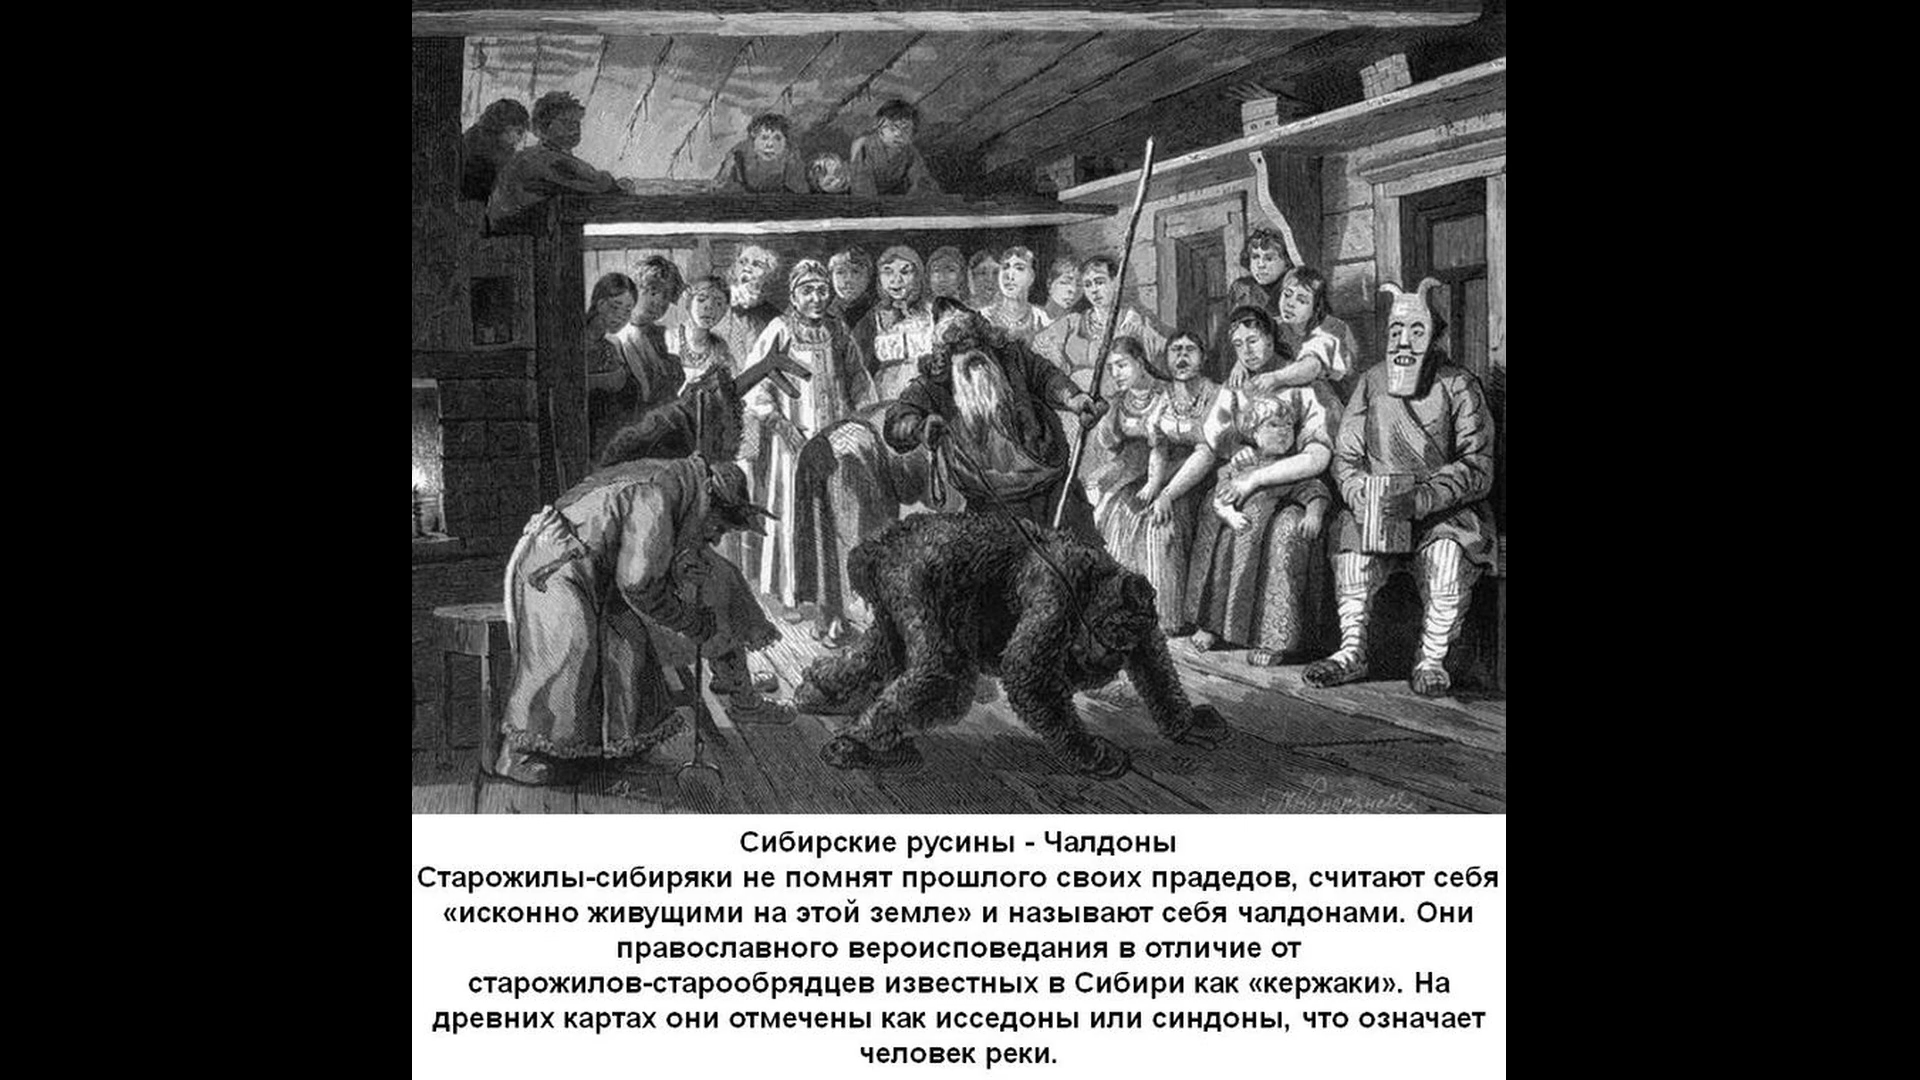 Сибирские русины - Чалдоны
Старожилы-сибиряки не помнят прошлого своих прадедов, считают себя
«исконно живущими на этой земле» и называют себя чалдонами. Они
православного вероисповедания в отличие от
старожилов-старообрядцев известных в Сибири как «кержаки». На
древних картах они отмечены как исседоны или синдоны, что означает
человек реки.